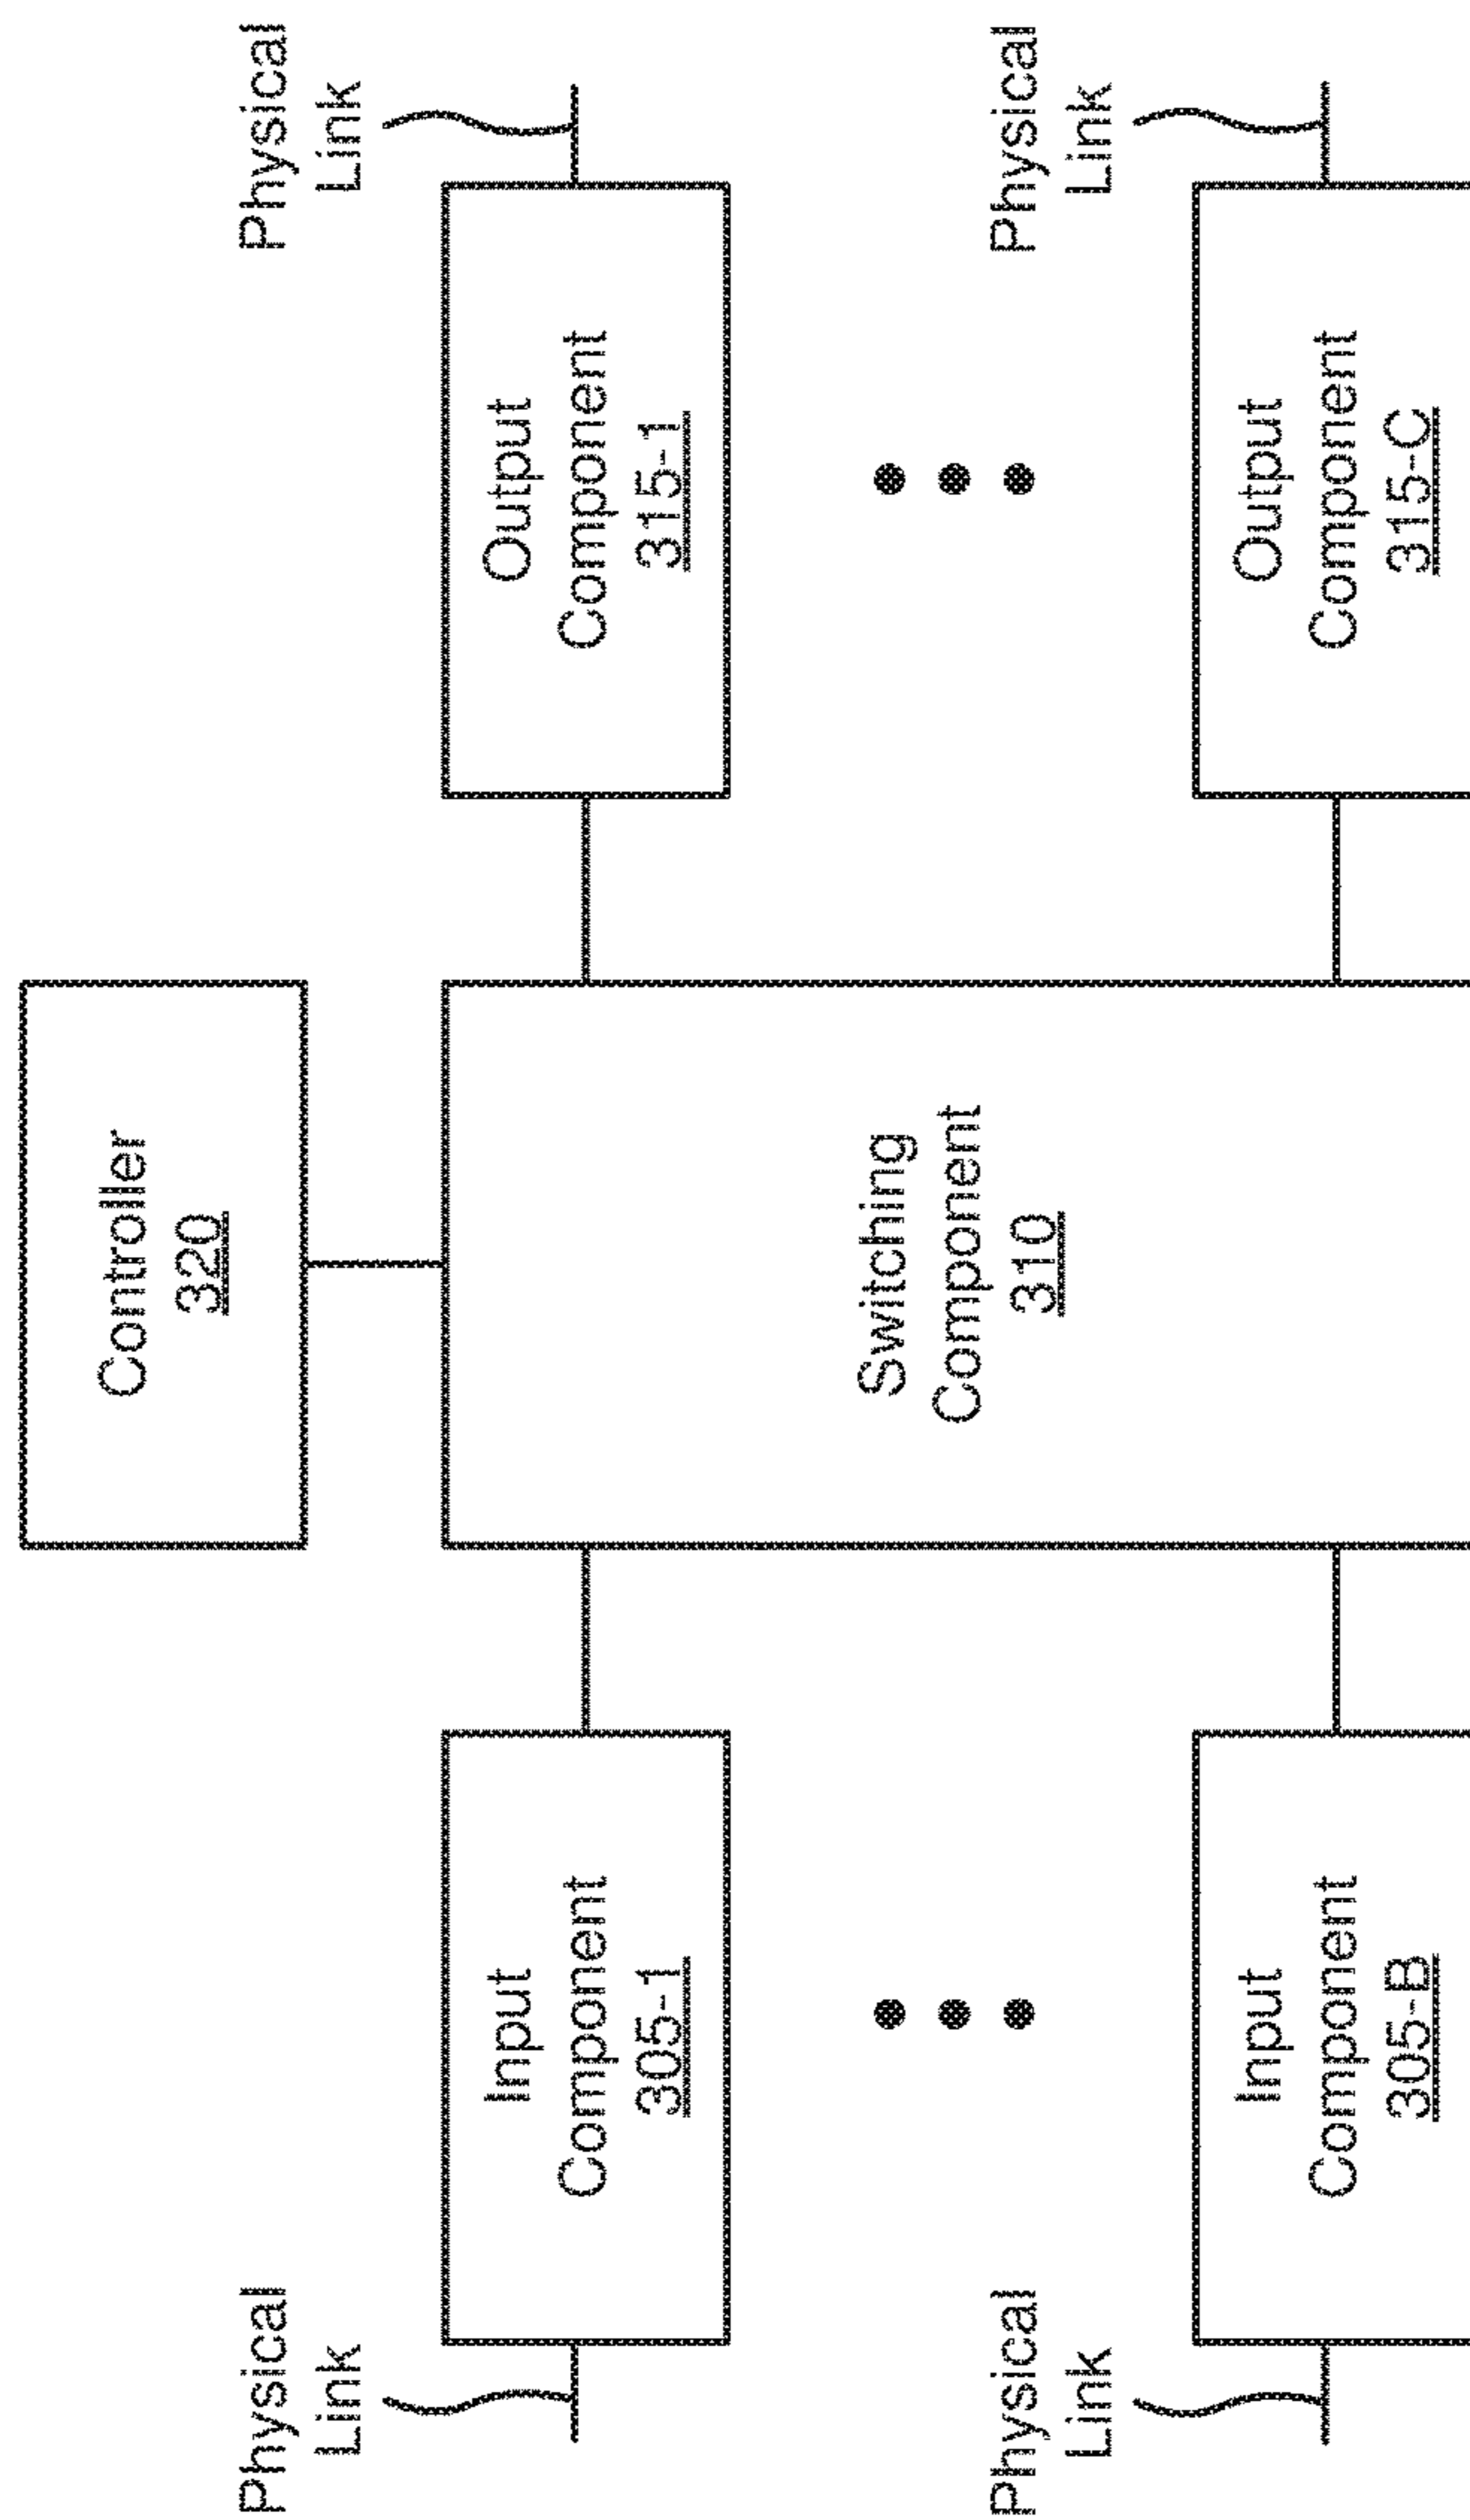 Controller
320
Physical
Link
Input
Component
305-1
Switching
Component
310
Output
Component
315-1
Physical
Link
Physical
Link
Input
Component
305-B
Output
Component
315-C
Physical
Link